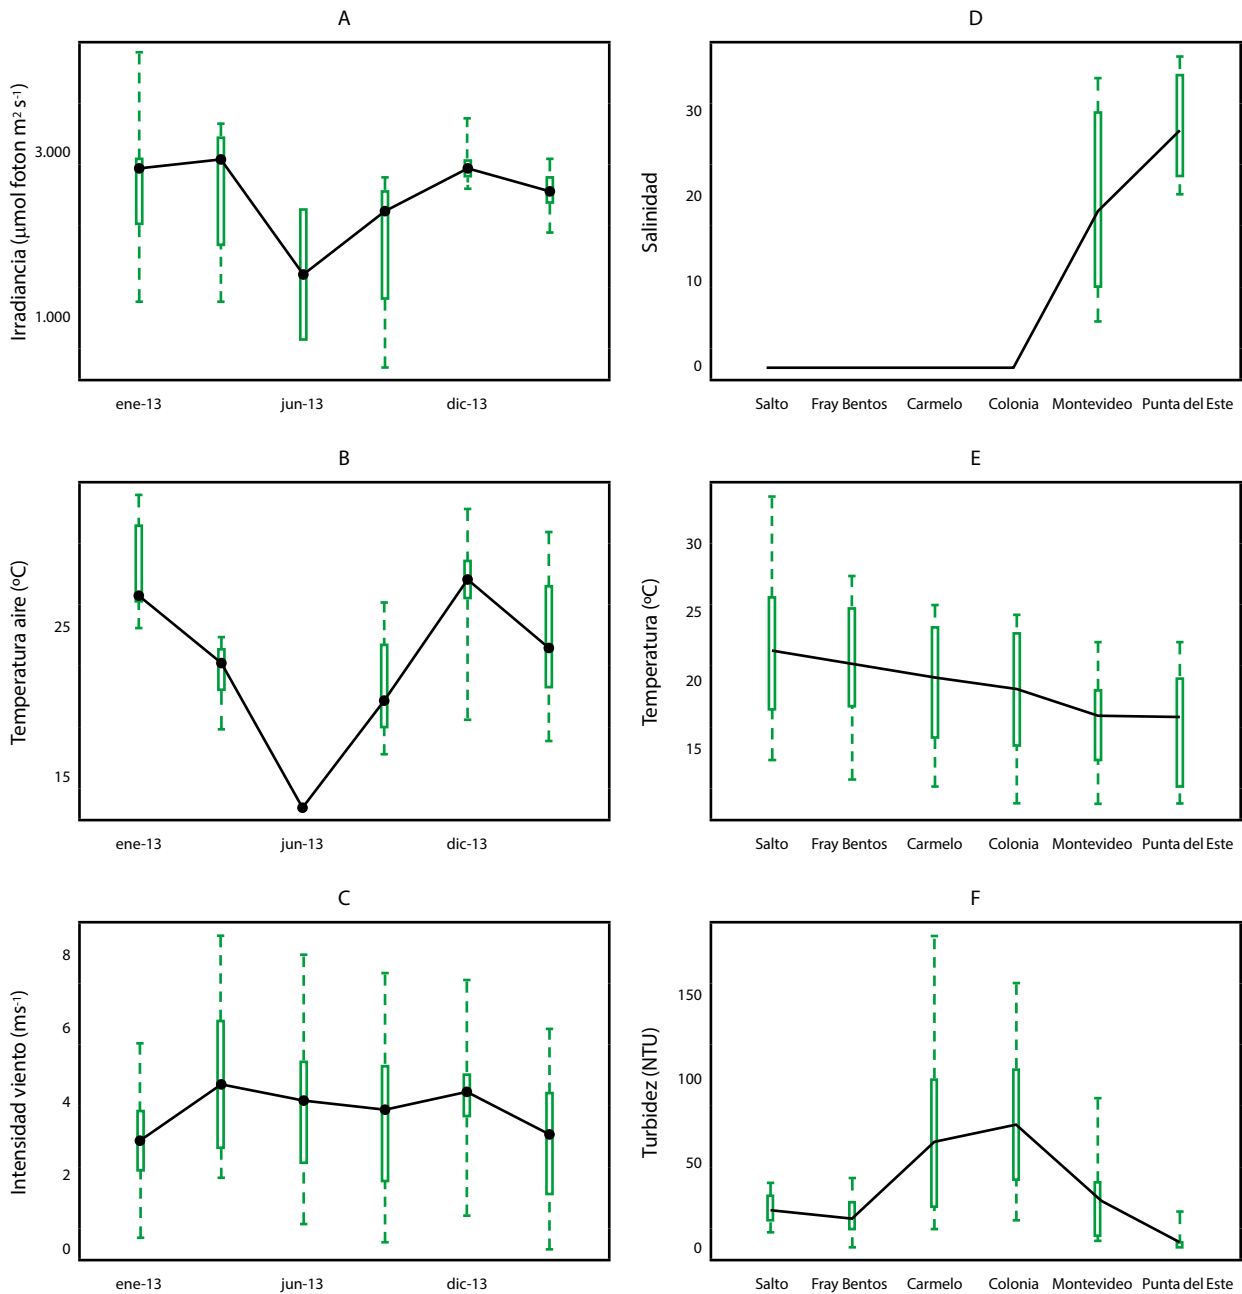 A
Irradiancia (μmol foton m² s⁻¹)
3.000
1.000
ene-13 jun-13 dic-13
D
Salinidad
30
20
10
0
Salto Fray Bentos Carmelo Colonia Montevideo Punta del Este
B
Temperatura aire (ºC)
25
15
ene-13 jun-13 dic-13
E
Temperatura (ºC)
30
25
20
15
Salto Fray Bentos Carmelo Colonia Montevideo Punta del Este
C
Intensidad viento (ms⁻¹)
8
6
4
2
0
ene-13 jun-13 dic-13
F
Turbidez (NTU)
150
100
50
0
Salto Fray Bentos Carmelo Colonia Montevideo Punta del Este